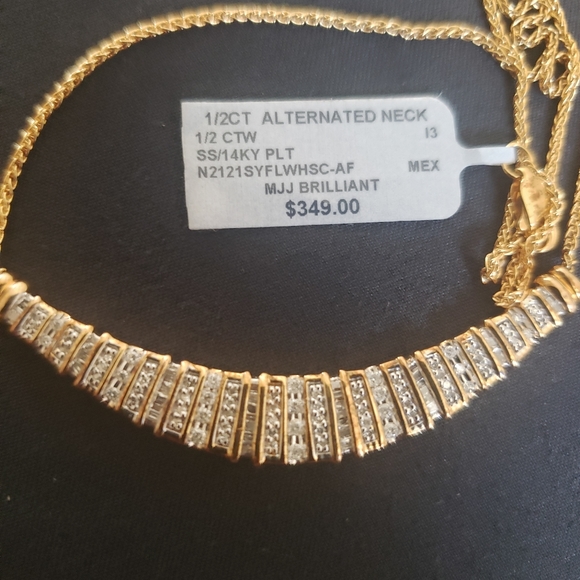 1/2CT ALTERNATED NECK
1/2 CTW I3
SS/14KY PLT
N2121SYFLWHSC-AF MEX
MJJ BRILLIANT
$349.00